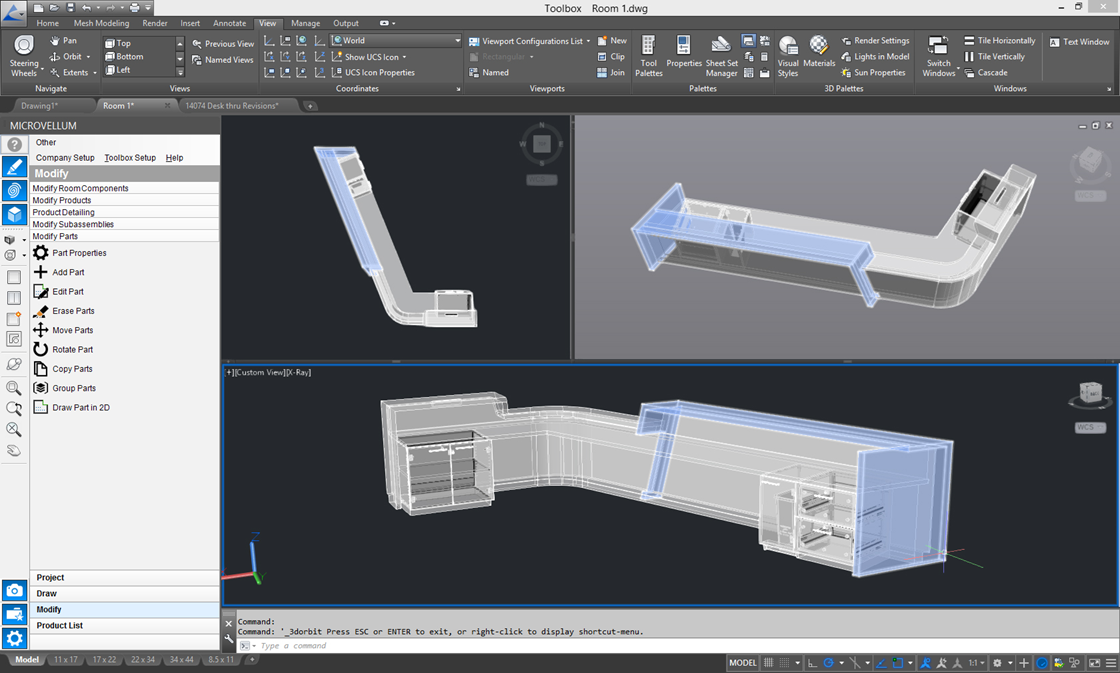 Toolbox Room 1.dwg
Home Mesh Modeling Render Insert Annotate View Manage Output
Steering Wheels
Pan
Orbit
Extents
Navigate
Top
Bottom
Left
Previous View
Named Views
Views
World
Show UCS Icon
UCS Icon Properties
Coordinates
Viewport Configurations List
Rectangular
Named
New
Clip
Join
Viewports
Tool Palettes
Properties
Sheet Set Manager
Palettes
Visual Styles
Materials
Render Settings
Lights in Model
Sun Properties
3D Palettes
Switch Windows
Tile Horizontally
Tile Vertically
Cascade
Windows
Text Window
Drawing1*
Room 1*
14074 Desk thru Revisions*
MICROVELLUM
Other
Company Setup Toolbox Setup Help
Modify
Modify Room Components
Modify Products
Product Detailing
Modify Subassemblies
Modify Parts
Part Properties
Add Part
Edit Part
Erase Parts
Move Parts
Rotate Part
Copy Parts
Group Parts
Draw Part in 2D
Project
Draw
Modify
Product List
N
W
WCS
[+][Custom View][X-Ray]
WCS
Z
Command:
Command: '_3dorbit Press ESC or ENTER to exit, or right-click to display shortcut-menu.
Type a command
Model 11 x 17 17 x 22 22 x 34 34 x 44 8.5 x 11
MODEL
1:1